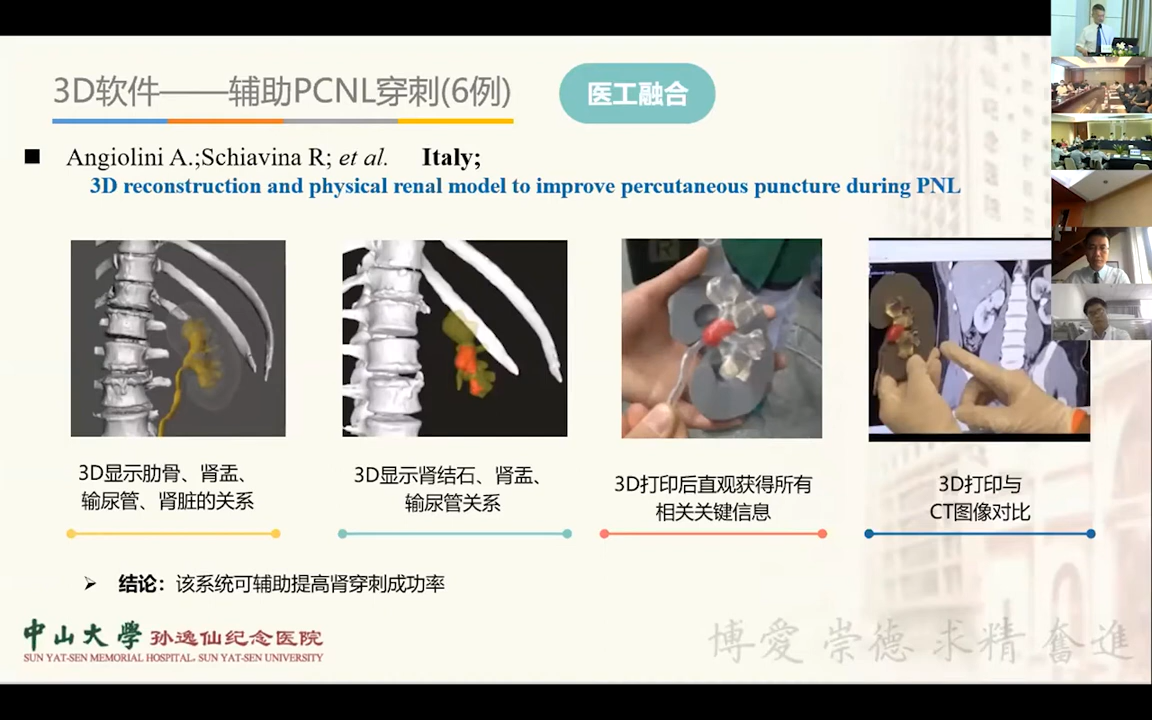 3D软件——辅助PCNL穿刺(6例)
医工融合
■ Angiolini A.;Schiavina R; et al. Italy;
3D reconstruction and physical renal model to improve percutaneous puncture during PNL
R
3D显示肋骨、肾盂、
输尿管、肾脏的关系
3D显示肾结石、肾盂、
输尿管关系
3D打印后直观获得所有
相关关键信息
3D打印与
CT图像对比
➢ 结论：该系统可辅助提高肾穿刺成功率
中山大學 孙逸仙纪念医院
SUN YAT-SEN MEMORIAL HOSPITAL, SUN YAT-SEN UNIVERSITY
博愛 崇德 求精 奮進